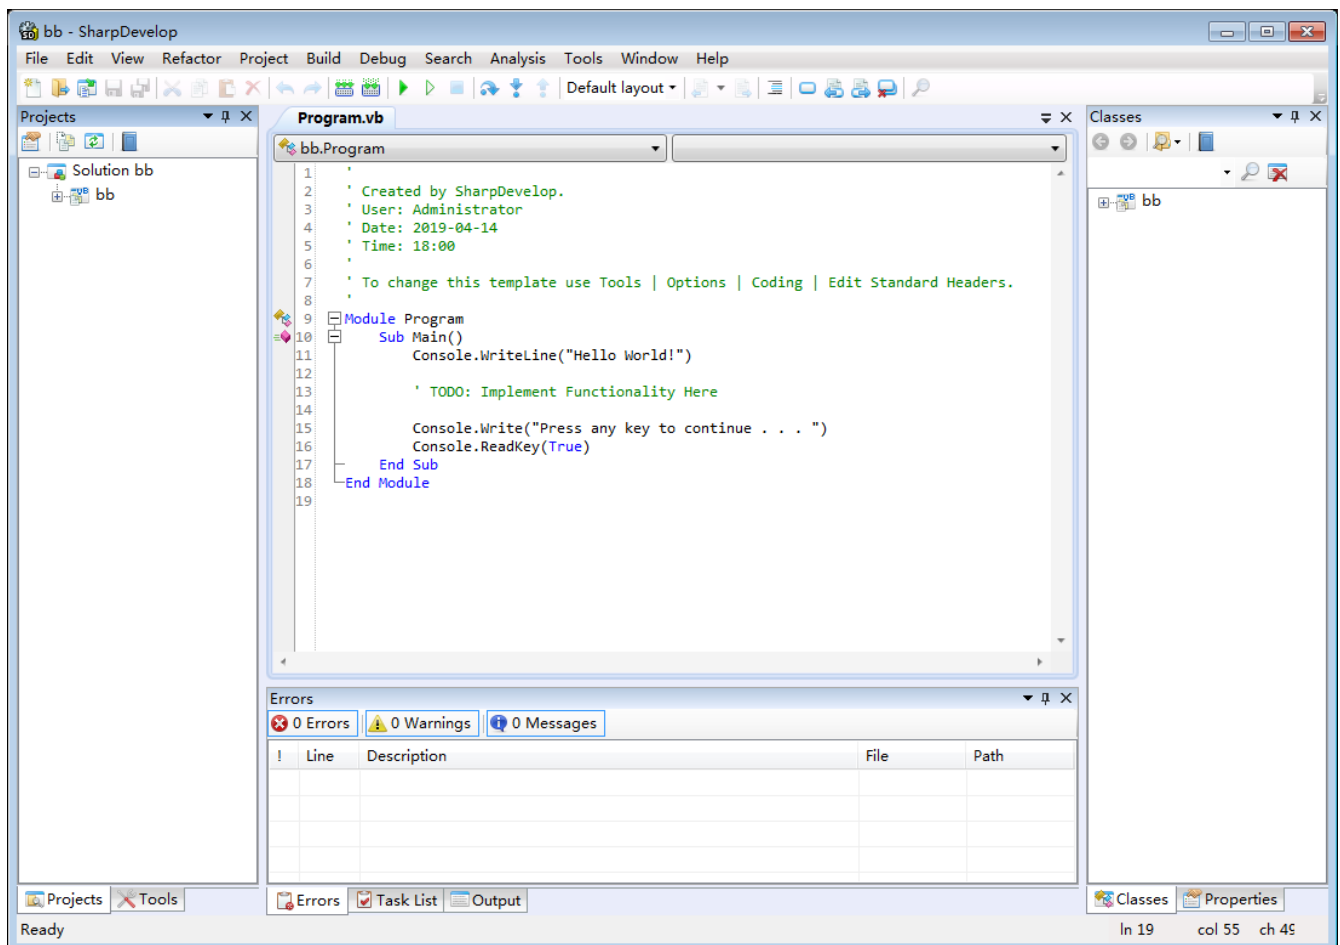 bb - SharpDevelop
File Edit View Refactor Project Build Debug Search Analysis Tools Window Help
Default layout
Projects
Solution bb
bb
Program.vb
bb.Program
1 '
2 ' Created by SharpDevelop.
3 ' User: Administrator
4 ' Date: 2019-04-14
5 ' Time: 18:00
6 '
7 ' To change this template use Tools | Options | Coding | Edit Standard Headers.
8 '
9 Module Program
10 Sub Main()
11 Console.WriteLine("Hello World!")
12
13 ' TODO: Implement Functionality Here
14
15 Console.Write("Press any key to continue . . . ")
16 Console.ReadKey(True)
17 End Sub
18 End Module
19
Classes
bb
Errors
0 Errors 0 Warnings 0 Messages
! Line Description File Path
Projects Tools
Errors Task List Output
Classes Properties
Ready
ln 19 col 55 ch 49